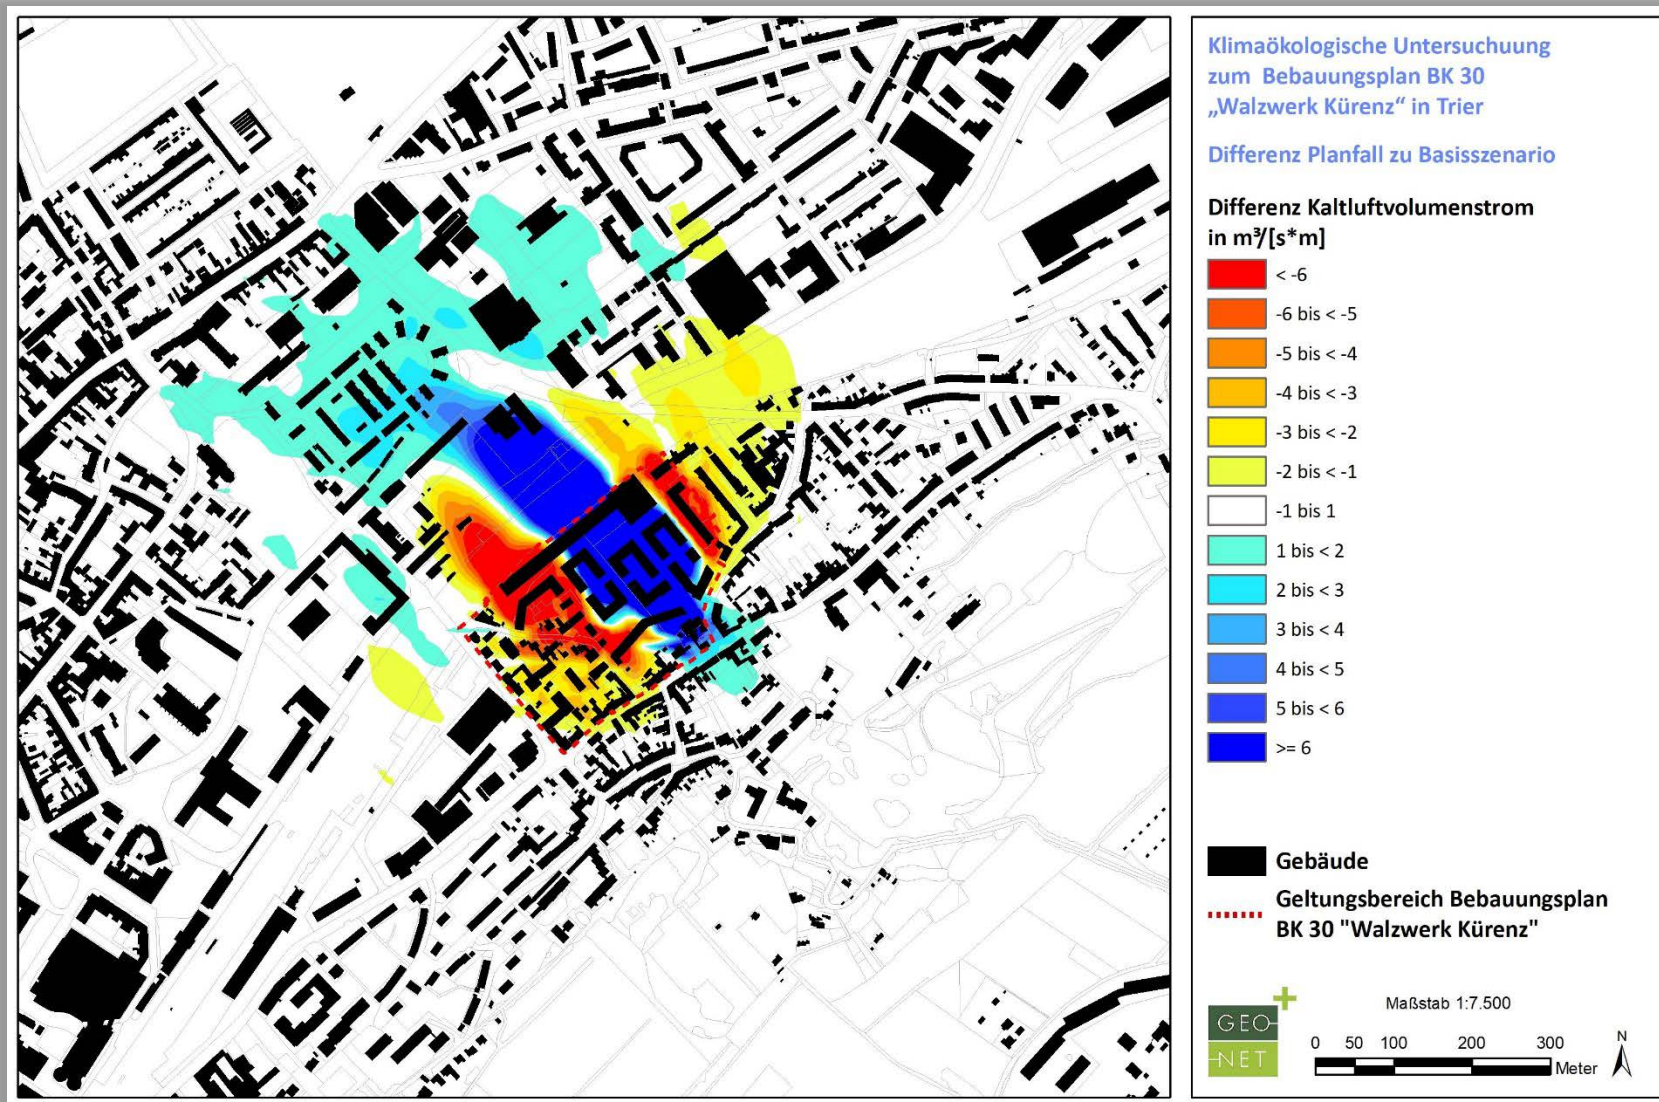 Klimaökologische Untersuchuung
zum Bebauungsplan BK 30
„Walzwerk Kürenz“ in Trier
Differenz Planfall zu Basisszenario
Differenz Kaltluftvolumenstrom
in m³/[s*m]
< -6
-6 bis < -5
-5 bis < -4
-4 bis < -3
-3 bis < -2
-2 bis < -1
-1 bis 1
1 bis < 2
2 bis < 3
3 bis < 4
4 bis < 5
5 bis < 6
>= 6
Gebäude
Geltungsbereich Bebauungsplan
BK 30 "Walzwerk Kürenz"
GEO
NET
Maßstab 1:7.500
0 50 100 200 300
Meter
N